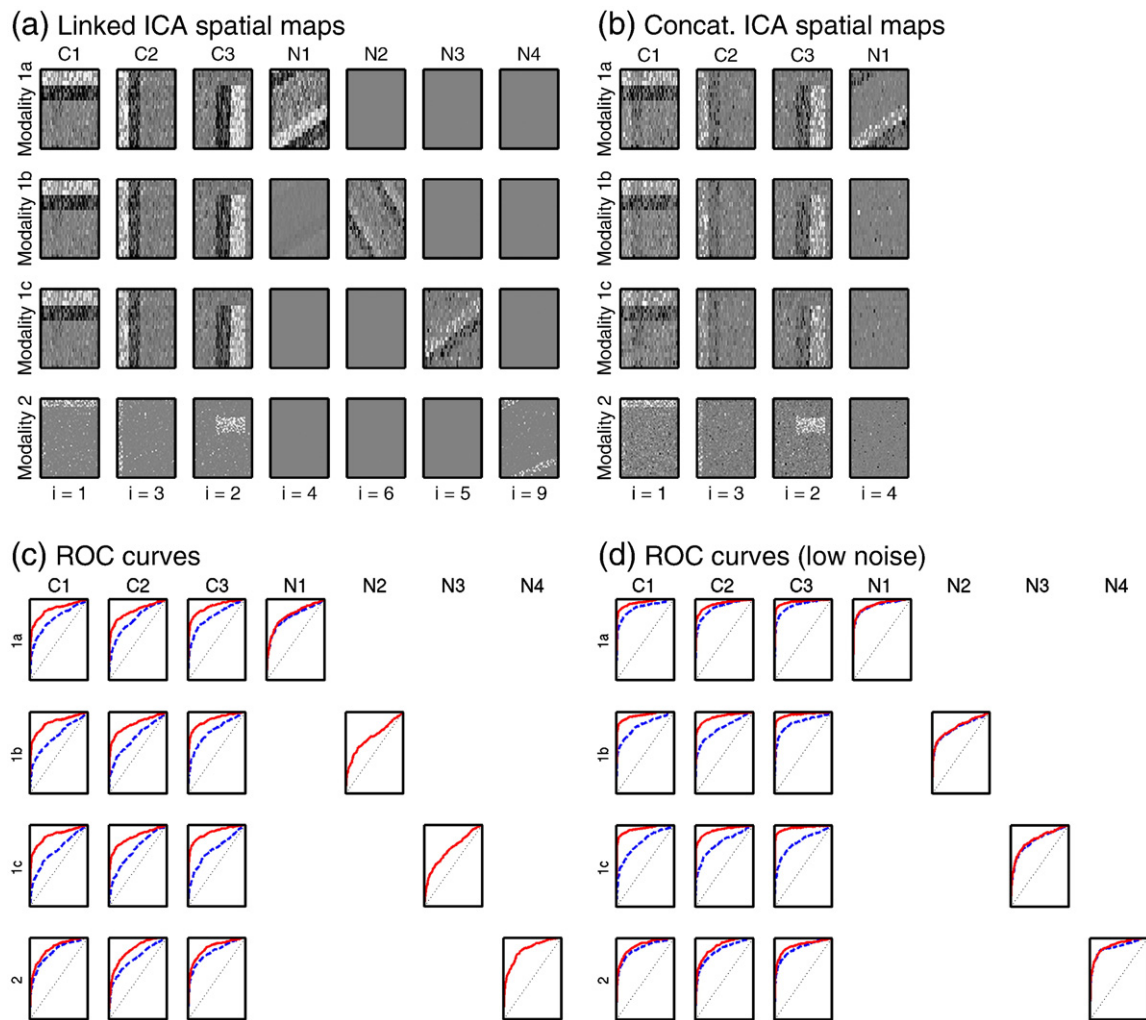 (a) Linked ICA spatial maps
C1 C2 C3 N1 N2 N3 N4
Modality 1a
Modality 1b
Modality 1c
Modality 2
i = 1 i = 3 i = 2 i = 4 i = 6 i = 5 i = 9
(b) Concat. ICA spatial maps
C1 C2 C3 N1
Modality 1a
Modality 1b
Modality 1c
Modality 2
i = 1 i = 3 i = 2 i = 4
(c) ROC curves
C1 C2 C3 N1 N2 N3 N4
1a
1b
1c
2
(d) ROC curves (low noise)
C1 C2 C3 N1 N2 N3 N4
1a
1b
1c
2